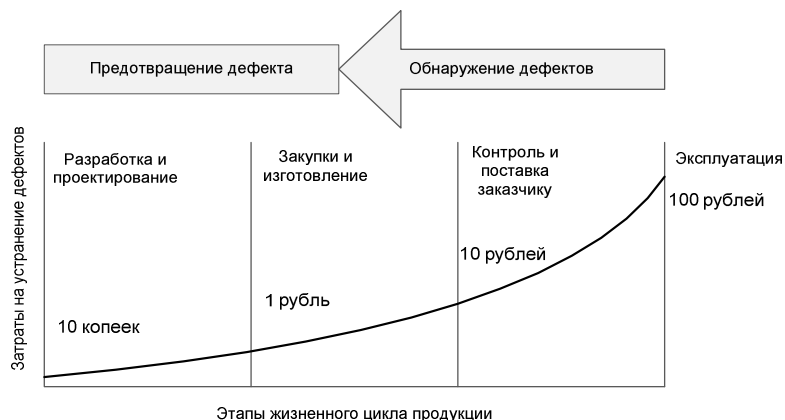 Предотвращение дефекта
Обнаружение дефектов
Затраты на устранение дефектов
Разработка и
проектирование
Закупки и
изготовление
Контроль и
поставка
заказчику
Эксплуатация
10 копеек
1 рубль
10 рублей
100 рублей
Этапы жизненного цикла продукции